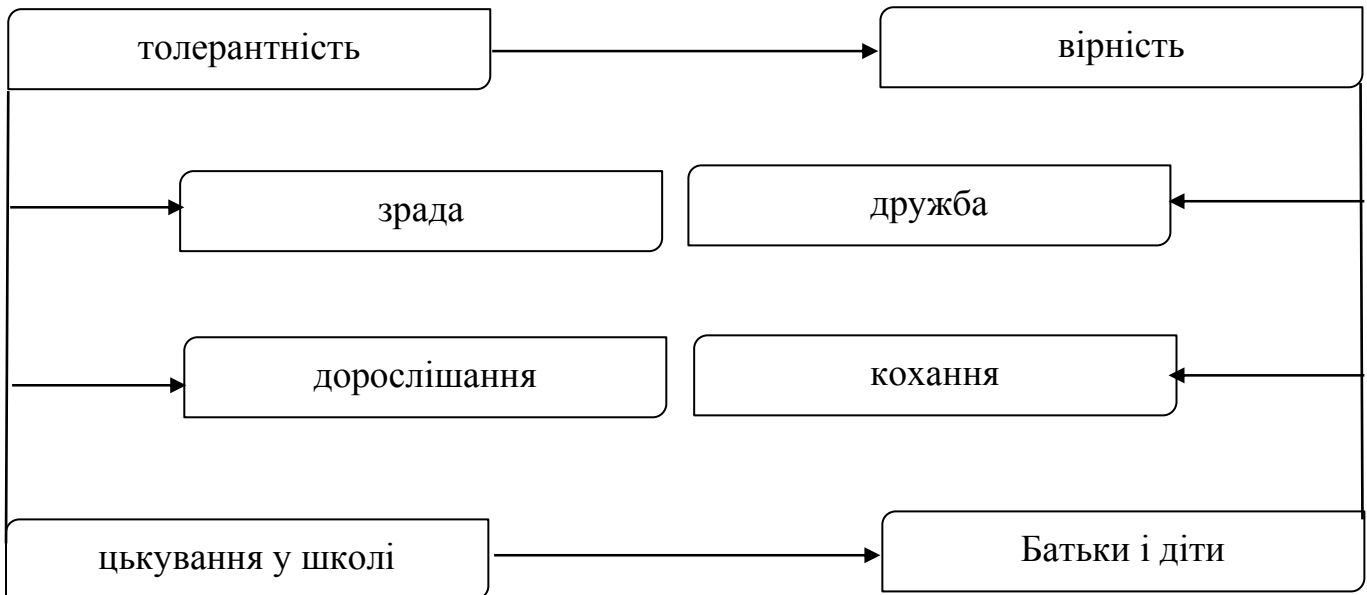 толерантність
вірність
зрада
дружба
дорослішання
кохання
цькування у школі
Батьки і діти